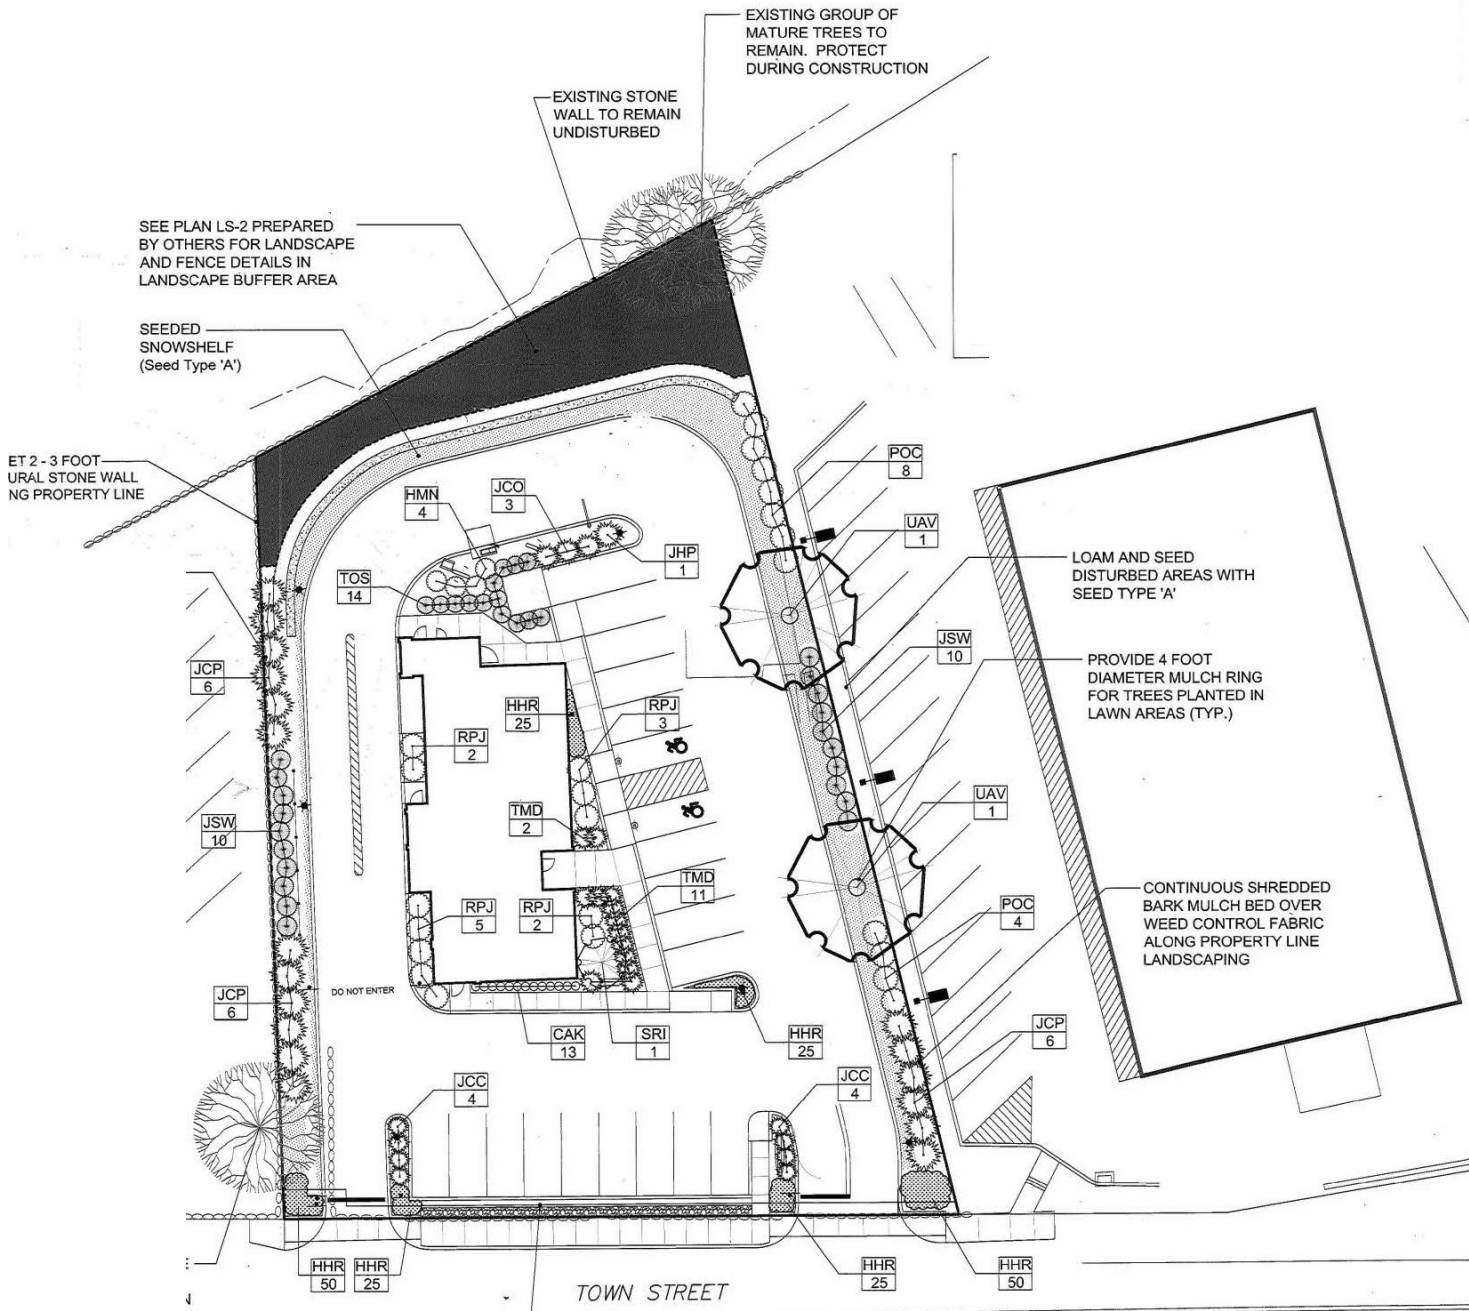 EXISTING GROUP OF
MATURE TREES TO
REMAIN. PROTECT
DURING CONSTRUCTION
EXISTING STONE
WALL TO REMAIN
UNDISTURBED
SEE PLAN LS-2 PREPARED
BY OTHERS FOR LANDSCAPE
AND FENCE DETAILS IN
LANDSCAPE BUFFER AREA
SEEDED
SNOWSHELF
(Seed Type 'A')
ET 2 - 3 FOOT
URAL STONE WALL
NG PROPERTY LINE
POC
8
HMN
4
JCO
3
UAV
1
JHP
1
TOS
14
LOAM AND SEED
DISTURBED AREAS WITH
SEED TYPE 'A'
JSW
10
PROVIDE 4 FOOT
DIAMETER MULCH RING
FOR TREES PLANTED IN
LAWN AREAS (TYP.)
JCP
6
HHR
25
RPJ
3
RPJ
2
UAV
1
JSW
10
TMD
2
TMD
11
RPJ
5
RPJ
2
POC
4
CONTINUOUS SHREDDED
BARK MULCH BED OVER
WEED CONTROL FABRIC
ALONG PROPERTY LINE
LANDSCAPING
JCP
6
DO NOT ENTER
CAK
13
SRI
1
HHR
25
JCP
6
JCC
4
JCC
4
HHR
50
HHR
25
HHR
25
HHR
50
TOWN STREET